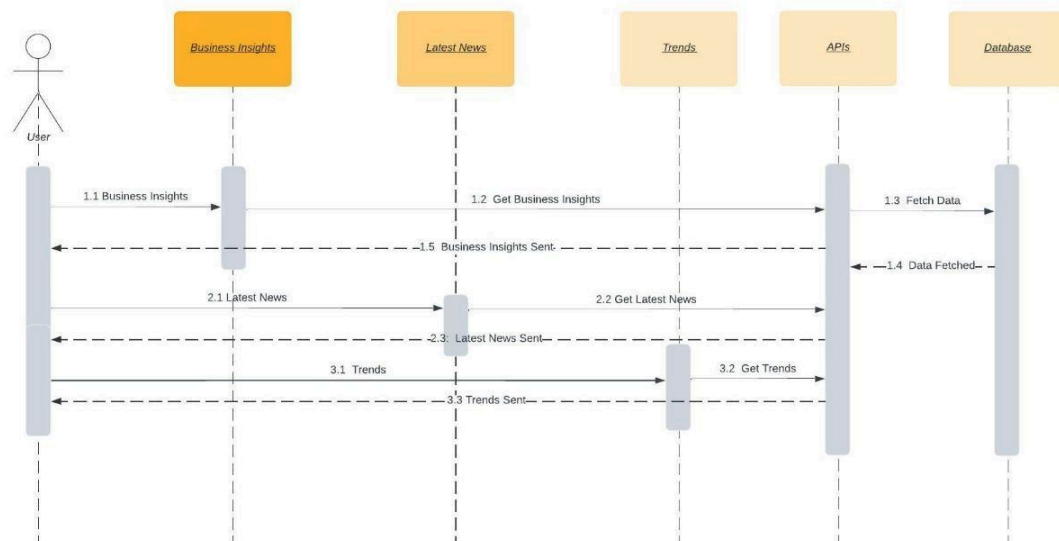 Business Insights
Latest News
Trends
APIs
Database
User
1.1 Business Insights
1.2  Get Business Insights
1.3  Fetch Data
1.5  Business Insights Sent
1.4  Data Fetched
2.1 Latest News
2.2 Get Latest News
2.3:  Latest News Sent
3.1  Trends
3.2  Get Trends
3.3 Trends Sent